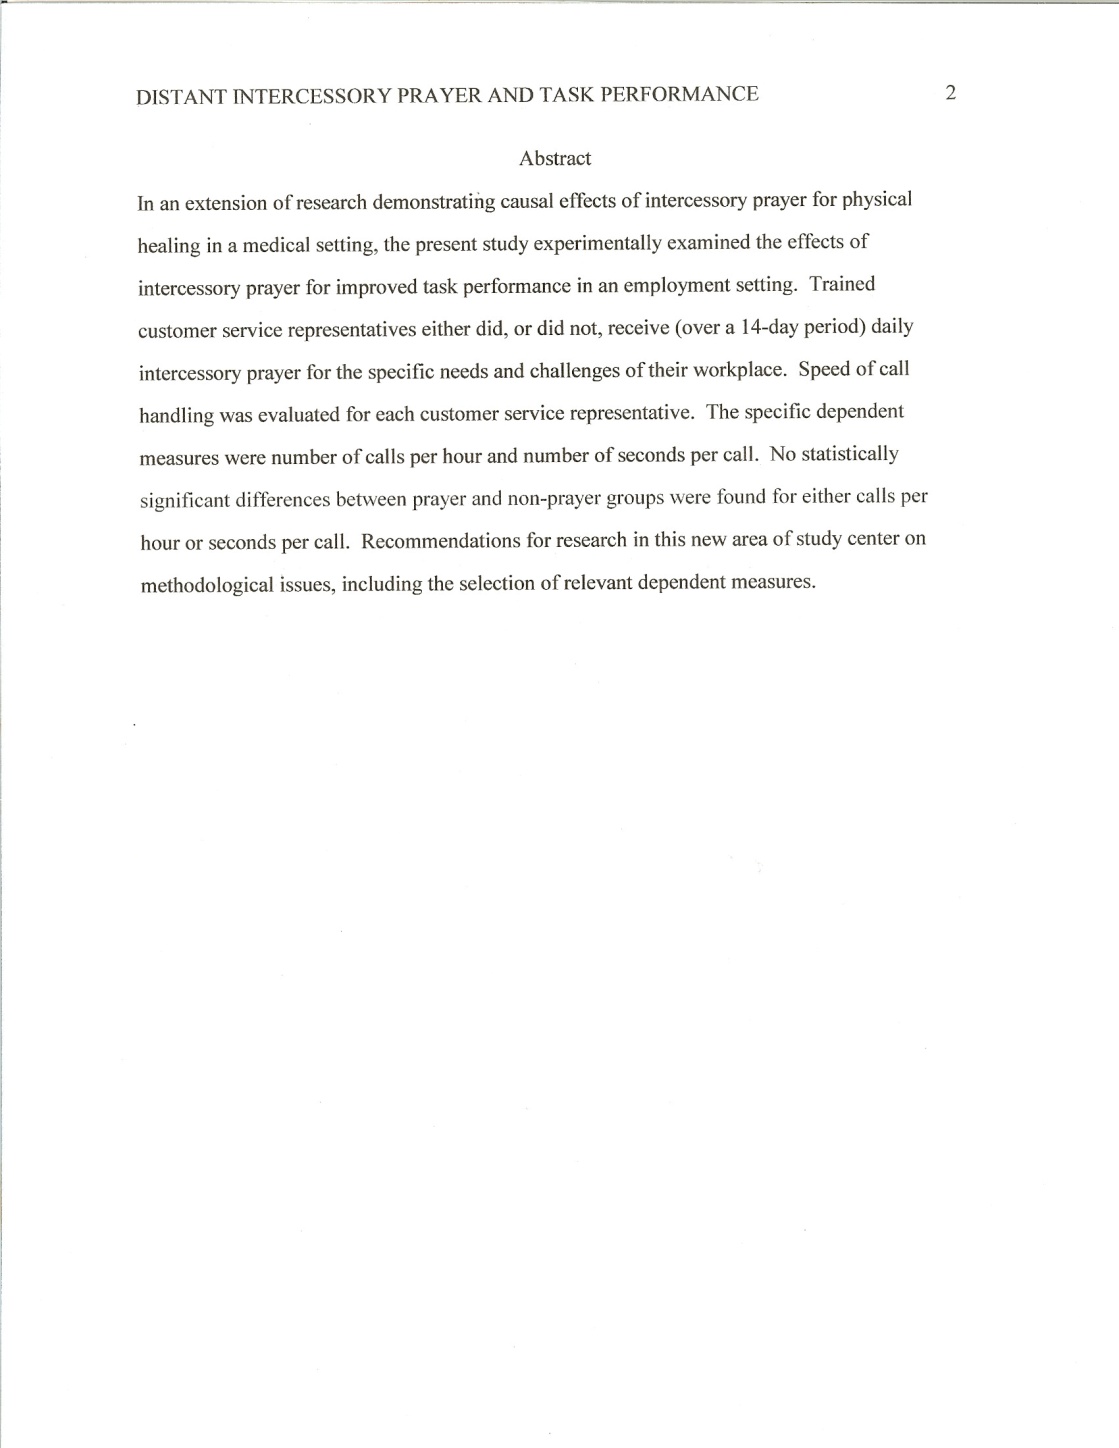 DISTANT INTERCESSORY PRAYER AND TASK PERFORMANCE 2
Abstract
In an extension of research demonstrating causal effects of intercessory prayer for physical
healing in a medical setting, the present study experimentally examined the effects of
intercessory prayer for improved task performance in an employment setting.  Trained
customer service representatives either did, or did not, receive (over a 14-day period) daily
intercessory prayer for the specific needs and challenges of their workplace.  Speed of call
handling was evaluated for each customer service representative.  The specific dependent
measures were number of calls per hour and number of seconds per call.  No statistically
significant differences between prayer and non-prayer groups were found for either calls per
hour or seconds per call.  Recommendations for research in this new area of study center on
methodological issues, including the selection of relevant dependent measures.